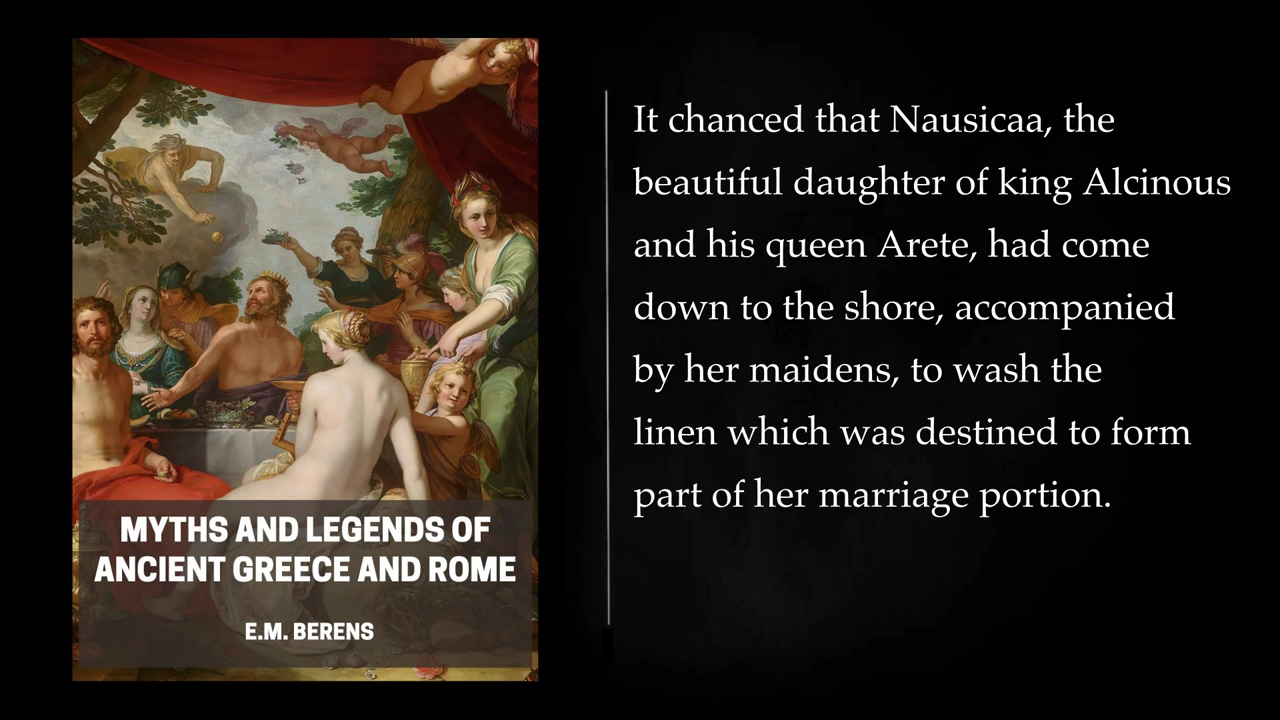 MYTHS AND LEGENDS OF
ANCIENT GREECE AND ROME
E.M. BERENS
It chanced that Nausicaa, the
beautiful daughter of king Alcinous
and his queen Arete, had come
down to the shore, accompanied
by her maidens, to wash the
linen which was destined to form
part of her marriage portion.